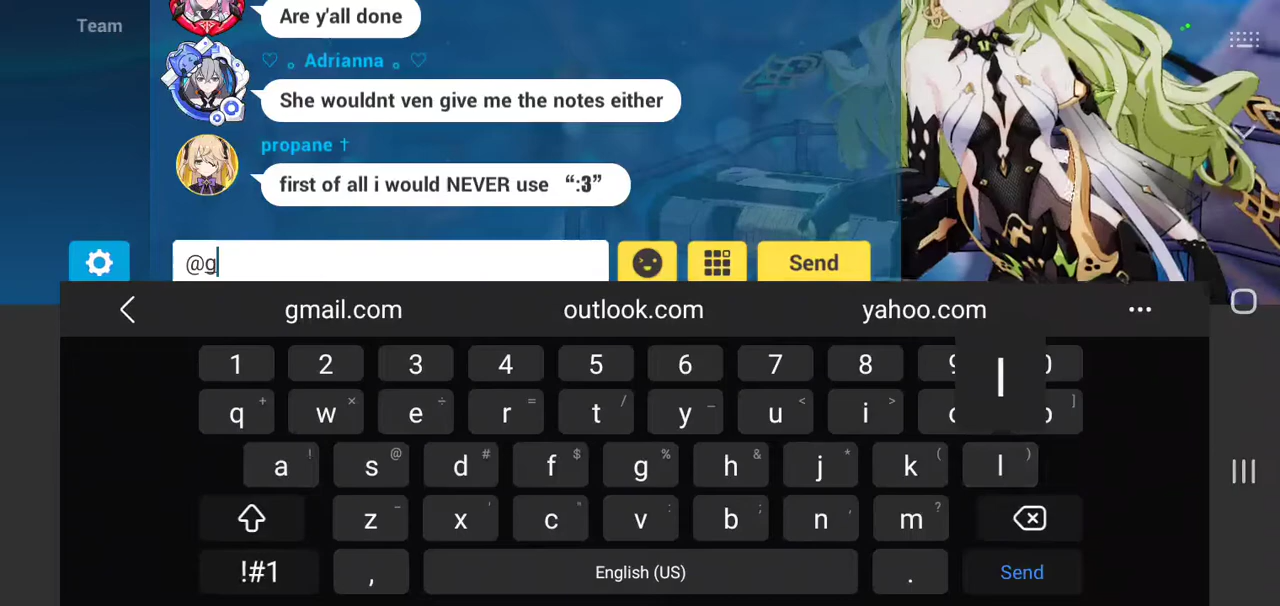 Team
Are y'all done
♡ 。Adrianna 。♡
She wouldnt ven give me the notes either
propane †
first of all i would NEVER use “:3”
@g
Send
gmail.com outlook.com yahoo.com ...
1 2 3 4 5 6 7 8 9 0
l
q + w × e ÷ r = t / y _ u < i > o p ]
a ! s @ d # f $ g % h & j * k ( l )
z - x ' c " v : b ; n , m ?
!#1 , English (US) . Send